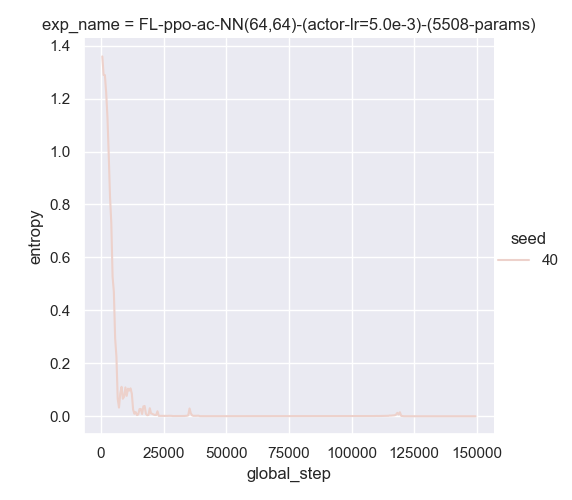 exp_name = FL-ppo-ac-NN(64,64)-(actor-lr=5.0e-3)-(5508-params)
1.4
1.2
1.0
0.8
0.6
0.4
0.2
0.0
entropy
seed
40
0 25000 50000 75000 100000 125000 150000
global_step